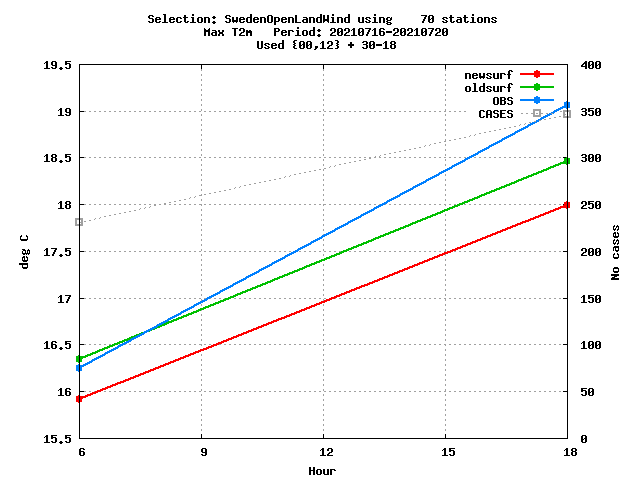 Selection: SwedenOpenLandWind using    70 stations
Max T2m   Period: 20210716-20210720
Used {00,12} + 30-18
19.5
19
18.5
18
17.5
17
16.5
16
15.5
deg C
newsurf
oldsurf
OBS
CASES
400
350
300
250
200
150
100
50
0
No cases
6 9 12 15 18
Hour